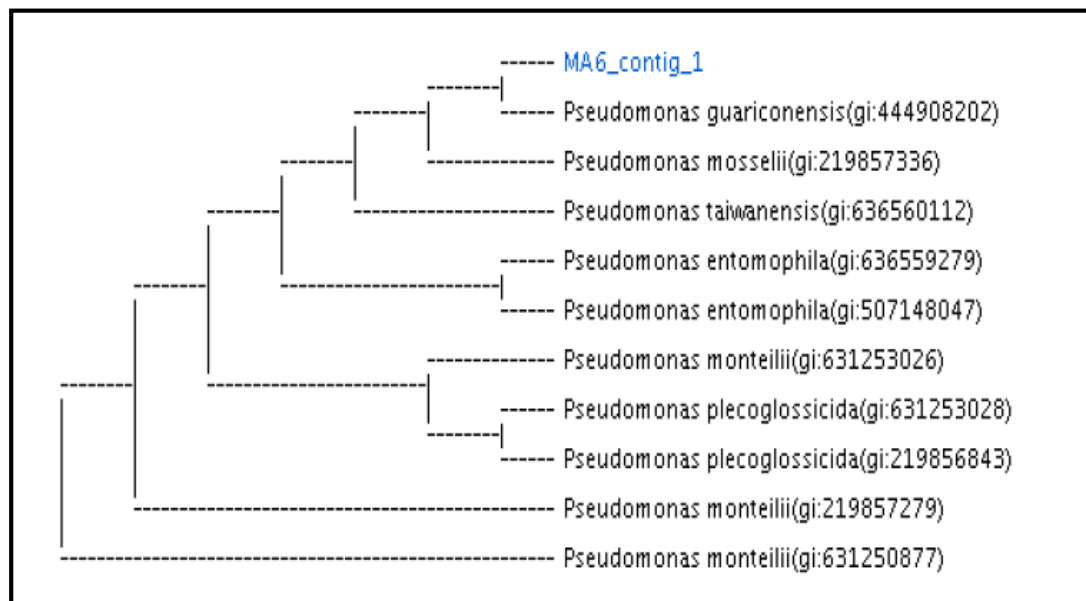 MA6_contig_1
Pseudomonas guariconensis(gi:444908202)
Pseudomonas mosselii(gi:219857336)
Pseudomonas taiwanensis(gi:636560112)
Pseudomonas entomophila(gi:636559279)
Pseudomonas entomophila(gi:507148047)
Pseudomonas monteilii(gi:631253026)
Pseudomonas plecoglossicida(gi:631253028)
Pseudomonas plecoglossicida(gi:219856843)
Pseudomonas monteilii(gi:219857279)
Pseudomonas monteilii(gi:631250877)